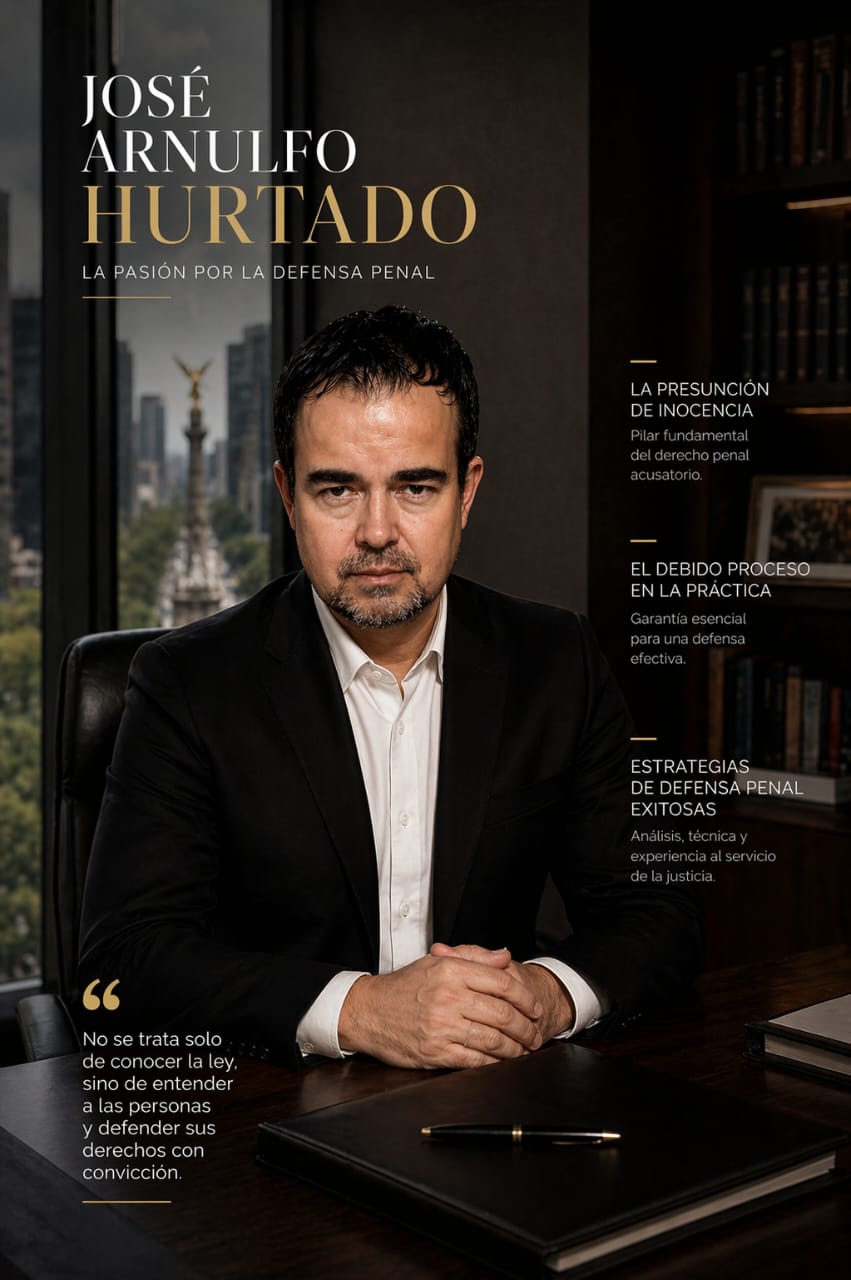 JOSÉ
ARNULFO
HURTADO
LA PASIÓN POR LA DEFENSA PENAL
LA PRESUNCIÓN
DE INOCENCIA
Pilar fundamental
del derecho penal
acusatorio.
EL DEBIDO PROCESO
EN LA PRÁCTICA
Garantía esencial
para una defensa
efectiva.
ESTRATEGIAS
DE DEFENSA PENAL
EXITOSAS
Análisis, técnica y
experiencia al servicio
de la justicia.
“
No se trata solo
de conocer la ley,
sino de entender
a las personas
y defender sus
derechos con
convicción.